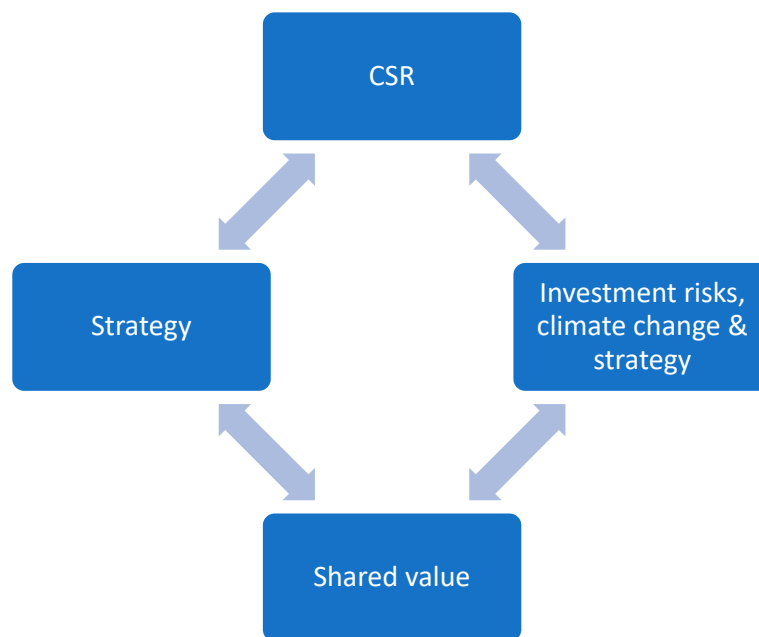 CSR
Strategy
Investment risks,
climate change &
strategy
Shared value